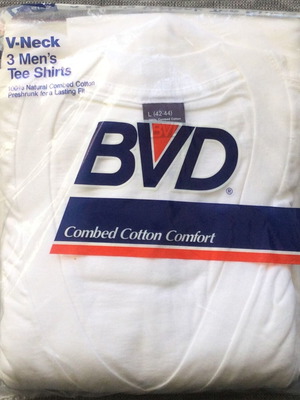 V-Neck
3 Men's
Tee Shirts
100% Natural Combed Cotton
Preshrunk for a Lasting Fit
L (42-44)
BVD
BVD®
Combed Cotton Comfort